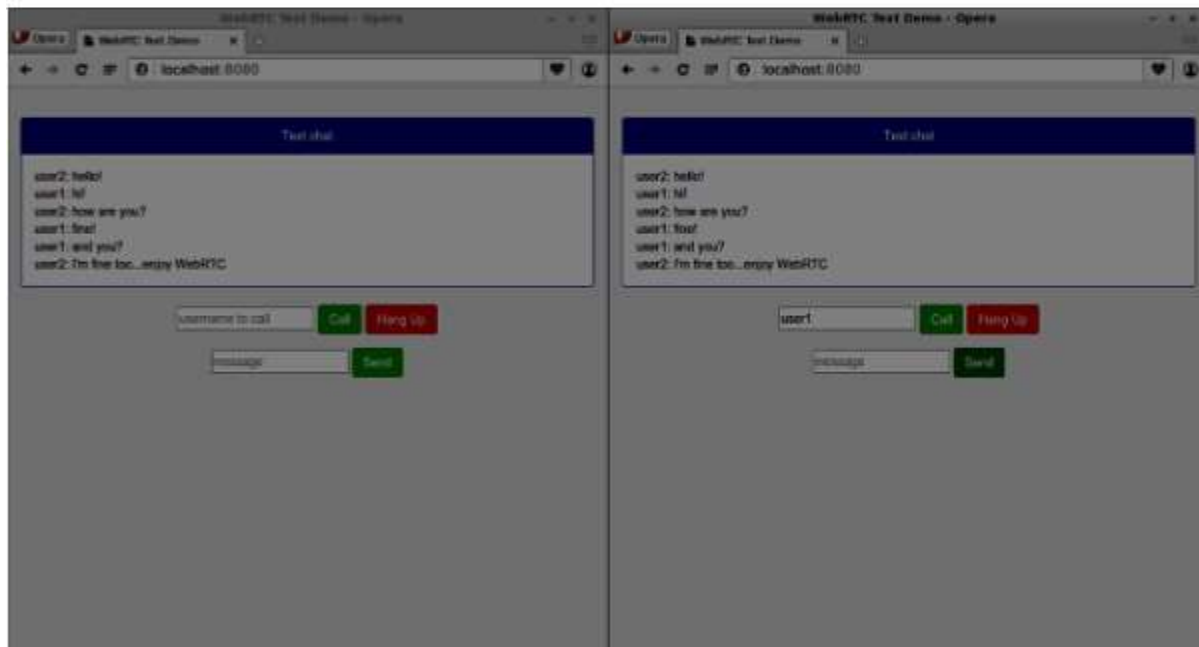 WebRTC Text Demo - Opera
Opera
WebRTC Text Demo
localhost:8080
Text chat
user2: hello!
user1: hi!
user2: how are you?
user1: fine!
user1: and you?
user2: I'm fine too...enjoy WebRTC
username to call
Call
Hang Up
message
Send
WebRTC Text Demo - Opera
Opera
WebRTC Text Demo
localhost:8080
Text chat
user2: hello!
user1: hi!
user2: how are you?
user1: fine!
user1: and you?
user2: I'm fine too...enjoy WebRTC
user1
Call
Hang Up
message
Send